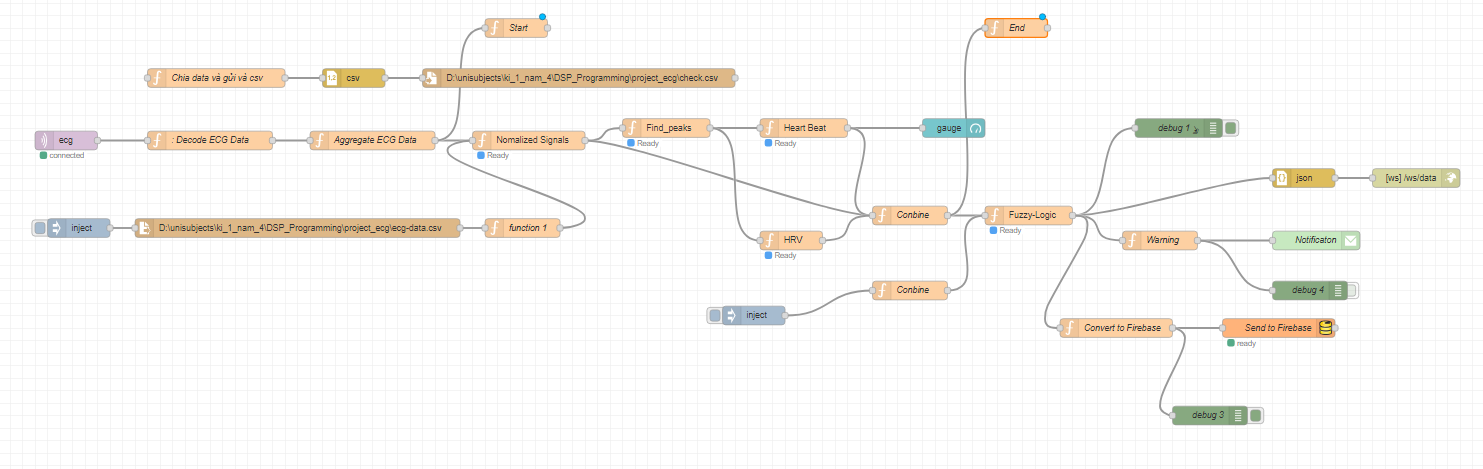 Start
End
Chia data và gửi và csv
1,2
csv
D:\unisubjects\ki_1_nam_4\DSP_Programming\project_ecg\check.csv
ecg
connected
: Decode ECG Data
Aggregate ECG Data
Nomalized Signals
Ready
Find_peaks
Ready
Heart Beat
Ready
gauge
debug 1
json
[ws] /ws/data
inject
D:\unisubjects\ki_1_nam_4\DSP_Programming\project_ecg\ecg-data.csv
function 1
Conbine
Fuzzy-Logic
Ready
HRV
Ready
Warning
Notificaton
debug 4
inject
Conbine
Convert to Firebase
Send to Firebase
ready
debug 3